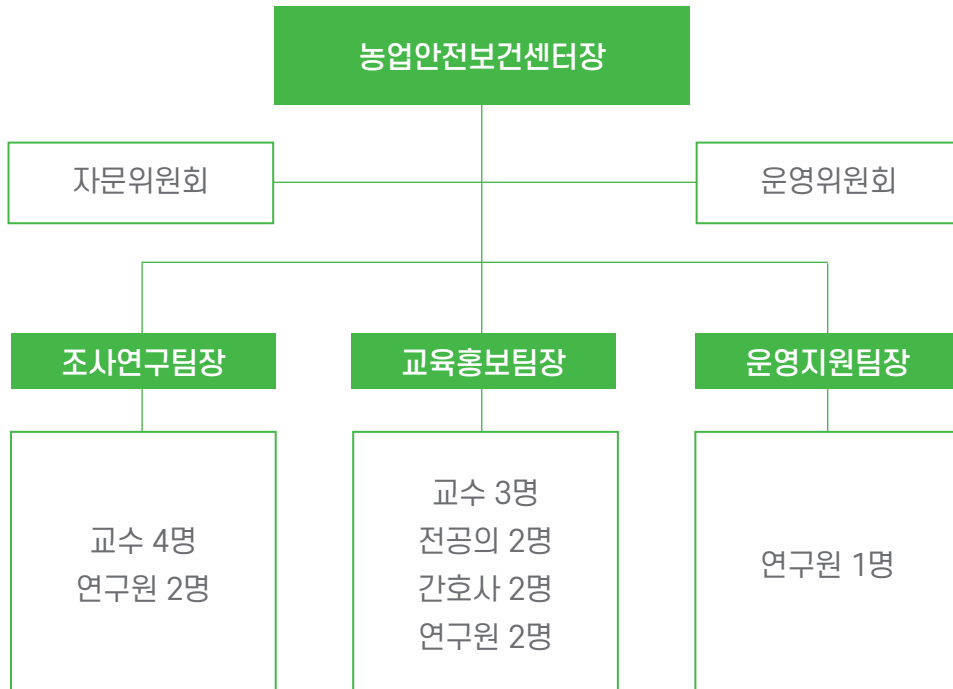 농업안전보건센터장
자문위원회
운영위원회
조사연구팀장
교육홍보팀장
운영지원팀장
교수 4명
연구원 2명
교수 3명
전공의 2명
간호사 2명
연구원 2명
연구원 1명